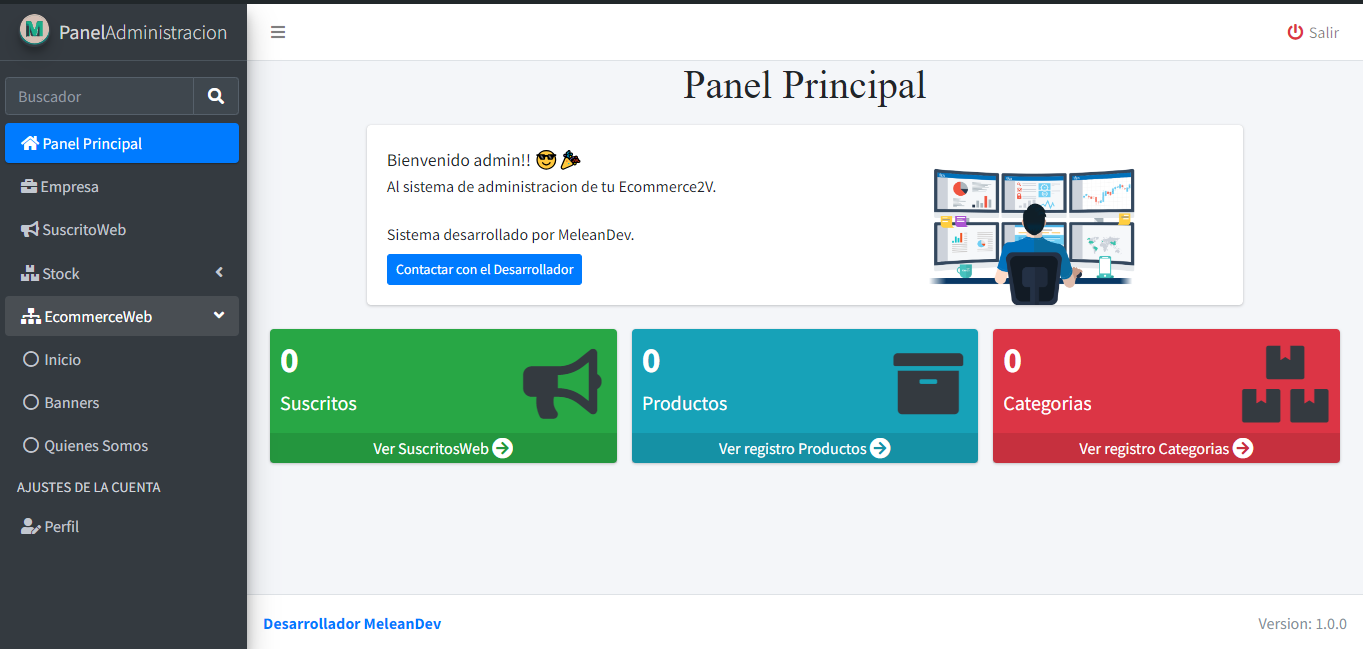 M PanelAdministracion
Salir
Buscador
Panel Principal
Empresa
SuscritoWeb
Stock
EcommerceWeb
Inicio
Banners
Quienes Somos
AJUSTES DE LA CUENTA
Perfil
Panel Principal
Bienvenido admin!! 😎 🎉
Al sistema de administracion de tu Ecommerce2V.
Sistema desarrollado por MeleanDev.
Contactar con el Desarrollador
0
Suscritos
Ver SuscritosWeb
0
Productos
Ver registro Productos
0
Categorias
Ver registro Categorias
Desarrollador MeleanDev
Version: 1.0.0